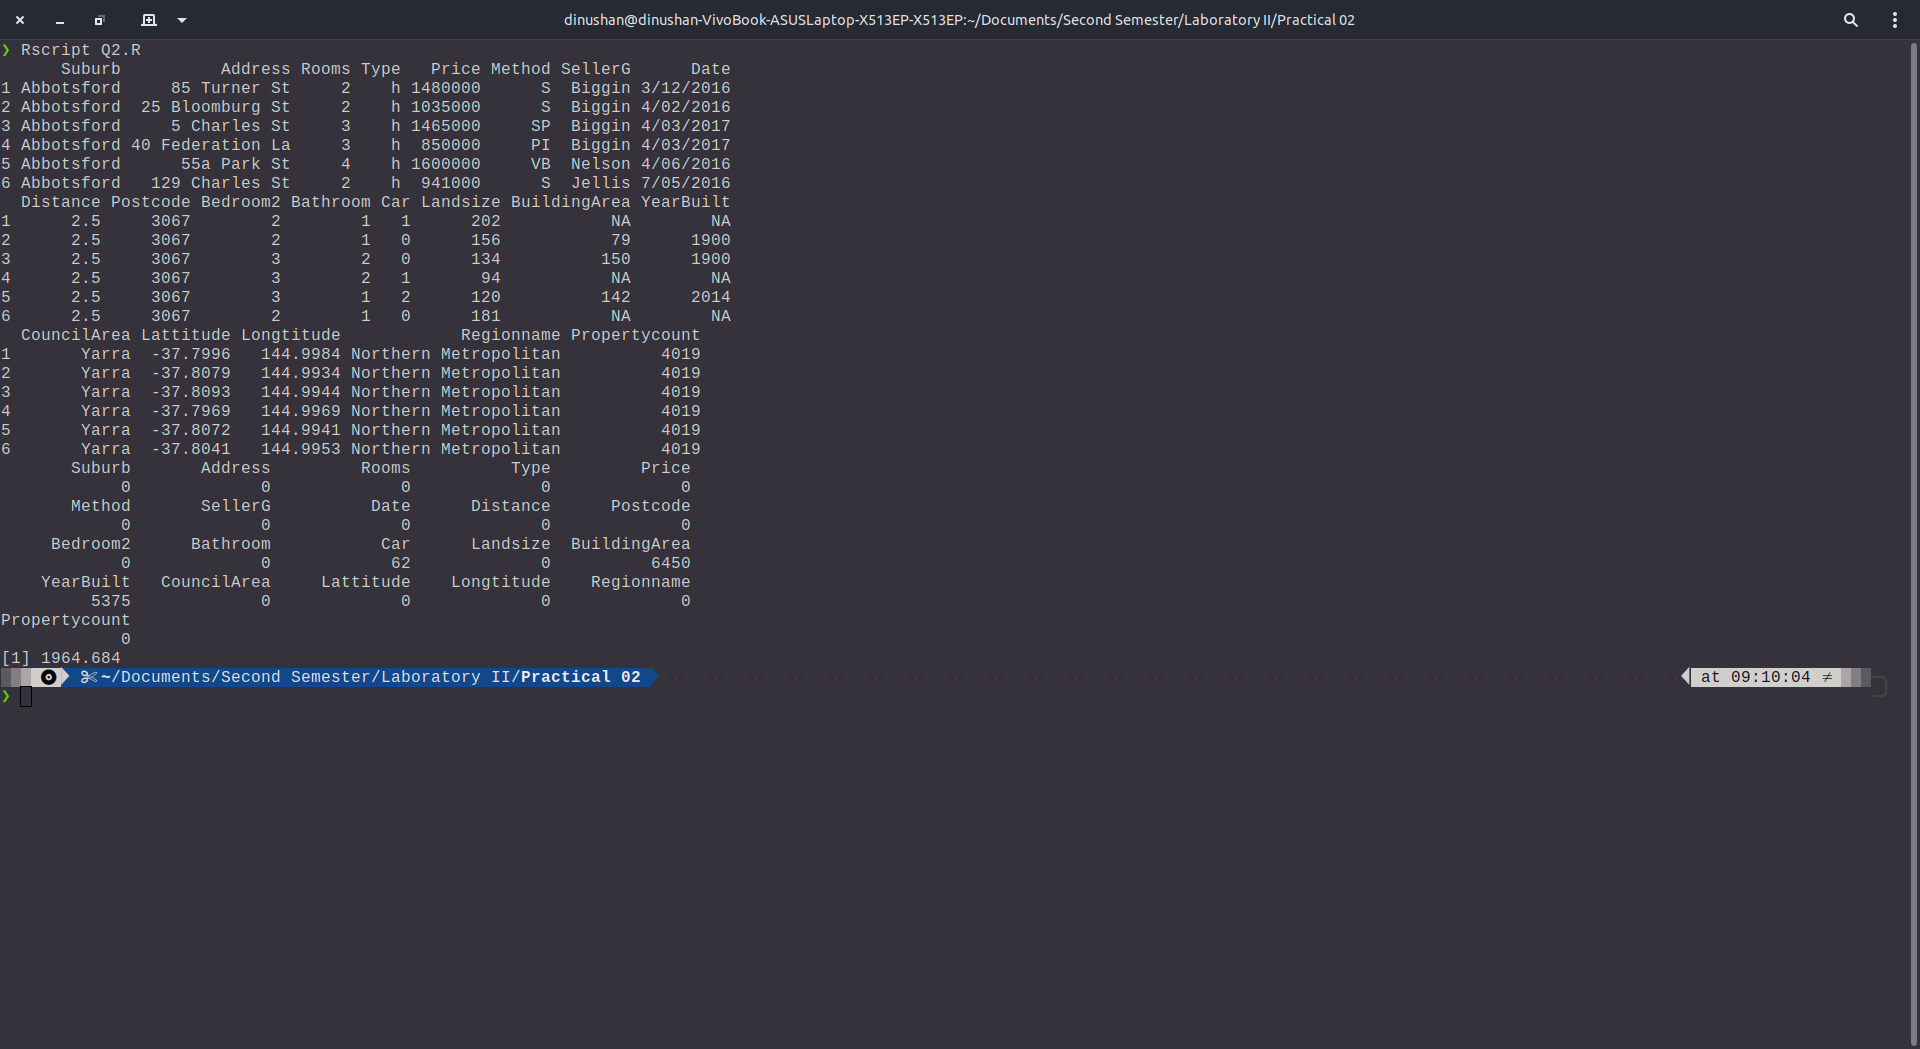 dinushan@dinushan-VivoBook-ASUSLaptop-X513EP-X513EP:~/Documents/Second Semester/Laboratory II/Practical 02
❯ Rscript Q2.R
      Suburb          Address Rooms Type   Price Method SellerG      Date
1 Abbotsford     85 Turner St     2    h 1480000      S  Biggin 3/12/2016
2 Abbotsford  25 Bloomburg St     2    h 1035000      S  Biggin 4/02/2016
3 Abbotsford     5 Charles St     3    h 1465000     SP  Biggin 4/03/2017
4 Abbotsford 40 Federation La     3    h  850000     PI  Biggin 4/03/2017
5 Abbotsford      55a Park St     4    h 1600000     VB  Nelson 4/06/2016
6 Abbotsford   129 Charles St     2    h  941000      S  Jellis 7/05/2016
  Distance Postcode Bedroom2 Bathroom Car Landsize BuildingArea YearBuilt
1      2.5     3067        2        1   1      202           NA        NA
2      2.5     3067        2        1   0      156           79      1900
3      2.5     3067        3        2   0      134          150      1900
4      2.5     3067        3        2   1       94           NA        NA
5      2.5     3067        3        1   2      120          142      2014
6      2.5     3067        2        1   0      181           NA        NA
  CouncilArea Lattitude Longtitude            Regionname Propertycount
1       Yarra  -37.7996   144.9984 Northern Metropolitan          4019
2       Yarra  -37.8079   144.9934 Northern Metropolitan          4019
3       Yarra  -37.8093   144.9944 Northern Metropolitan          4019
4       Yarra  -37.7969   144.9969 Northern Metropolitan          4019
5       Yarra  -37.8072   144.9941 Northern Metropolitan          4019
6       Yarra  -37.8041   144.9953 Northern Metropolitan          4019
       Suburb       Address         Rooms          Type         Price
            0             0             0             0             0
       Method       SellerG          Date      Distance      Postcode
            0             0             0             0             0
     Bedroom2      Bathroom           Car      Landsize  BuildingArea
            0             0            62             0          6450
    YearBuilt   CouncilArea     Lattitude    Longtitude    Regionname
         5375             0             0             0             0
Propertycount
            0
[1] 1964.684
~/Documents/Second Semester/Laboratory II/Practical 02 at 09:10:04 ≠
❯